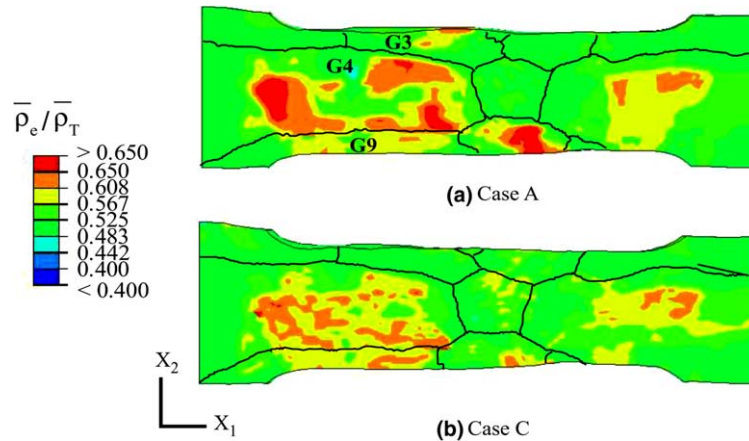 G3
G4
G9
(a) Case A
ρ̅e/ρ̅T
> 0.650
0.650
0.608
0.567
0.525
0.483
0.442
0.400
< 0.400
X2
X1
(b) Case C